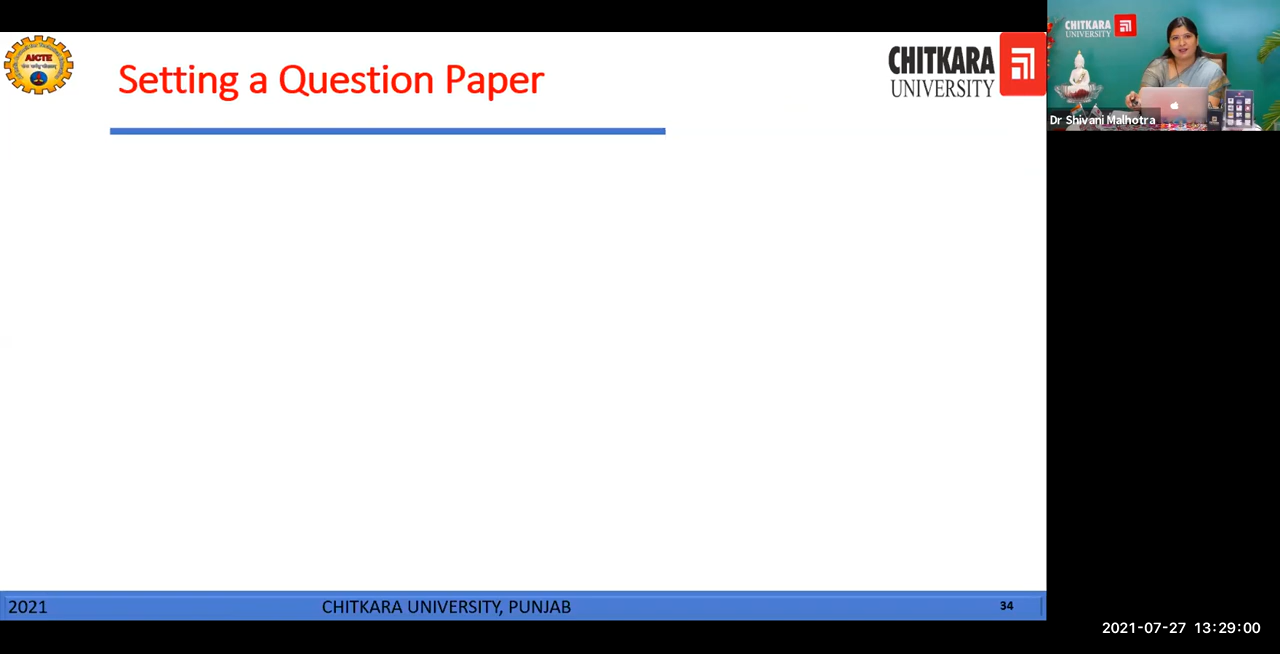 AICTE
Setting a Question Paper
CHITKARA
UNIVERSITY
CHITKARA
UNIVERSITY
Dr Shivani Malhotra
2021
CHITKARA UNIVERSITY, PUNJAB
34
2021-07-27 13:29:00